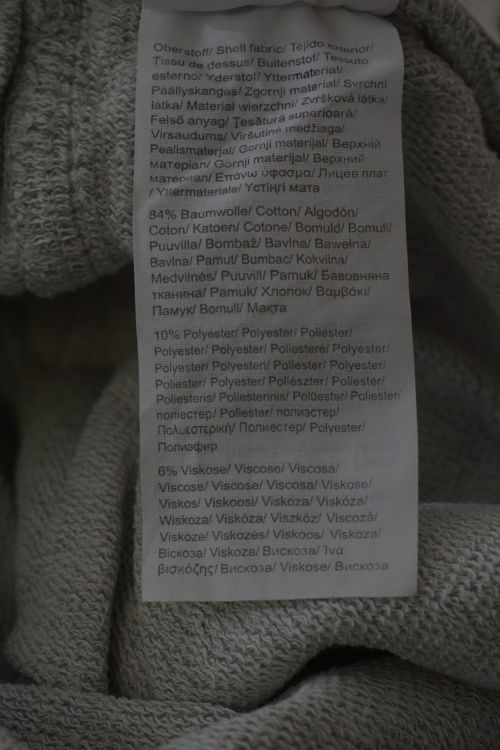 Oberstoff/ Shell fabric/ Tejido exterior/
Tissu de dessus/ Buitenstof/ Tessuto
esterno/ Yderstof/ Yttermaterial/
Päällyskangas/ Zgornji material/ Svrchní
látka/ Material wierzchni/ Zvršková látka/
Felső anyag/ Țesătură superioară/
Virsaudums/ Viršutinė medžiaga/
Pealismaterjal/ Gornji materijal/ Верхній
матеріал/ Gornji materijal/ Верхний
материал/ Επάνω ύφασμα/ Лицев плат
/ Yttermateriale/ Үстіңгі мата
84% Baumwolle/ Cotton/ Algodón/
Coton/ Katoen/ Cotone/ Bomuld/ Bomull/
Puuvilla/ Bombaž/ Bavlna/ Bawełna/
Bavlna/ Pamut/ Bumbac/ Kokvilna/
Medvilnės/ Puuvill/ Pamuk/ Бавовняна
тканина/ Pamuk/ Хлопок/ Βαμβάκι/
Памук/ Bomull/ Мақта
10% Polyester/ Polyester/ Poliéster/
Polyester/ Polyester/ Poliestere/ Polyester/
Polyester/ Polyesteri/ Poliester/ Polyester/
Poliester/ Polyester/ Poliészter/ Poliester/
Poliesteris/ Poliesterinis/ Polüester/ Poliester/
поліестер/ Poliester/ полиэстер/
Πολυεστερική/ Полиестер/ Polyester/
Полиэфир
6% Viskose/ Viscose/ Viscosa/
Viscose/ Viscose/ Viscosa/ Viskose/
Viskos/ Viskoosi/ Viskoza/ Viskóza/
Wiskoza/ Viskóza/ Viszkóz/ Viscoză/
Viskoze/ Viskozės/ Viskoos/ Viskoza/
Віскоза/ Viskoza/ Вискоза/ Ίνα
βισκόζης/ Вискоза/ Viskose/ Вискоза